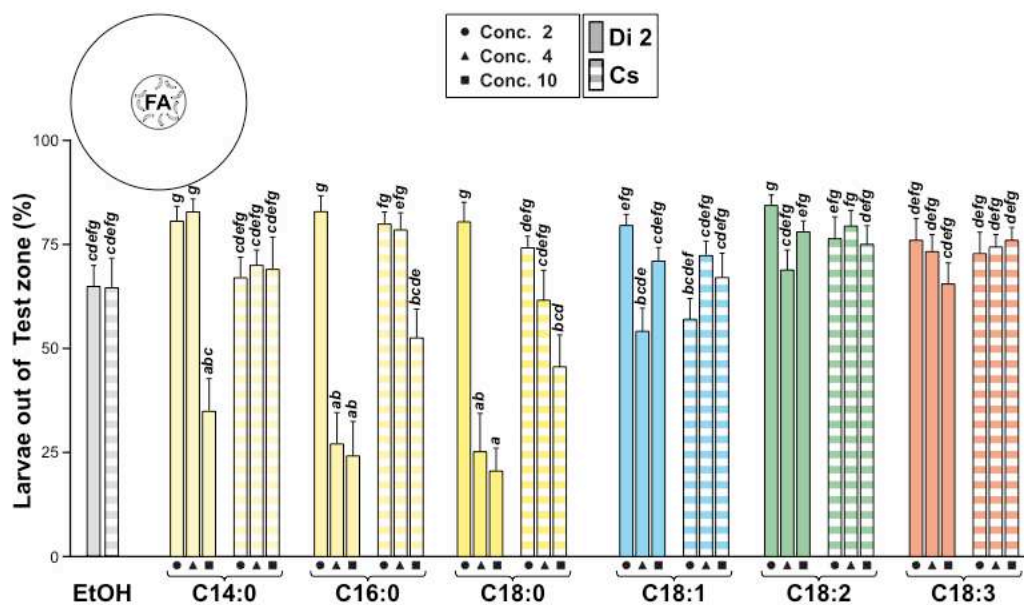 Conc. 2
Conc. 4
Conc. 10
Di 2
Cs
FA
Larvae out of Test zone (%)
100
75
50
25
0
cdefg
cdefg
g
g
abc
cdefg
cdefg
cdefg
g
ab
ab
fg
efg
bcde
g
ab
a
defg
cdefg
bcd
efg
bcde
cdefg
bcdef
cdefg
cdefg
g
cdefg
efg
efg
fg
defg
defg
defg
cdefg
defg
defg
defg
EtOH
C14:0
C16:0
C18:0
C18:1
C18:2
C18:3